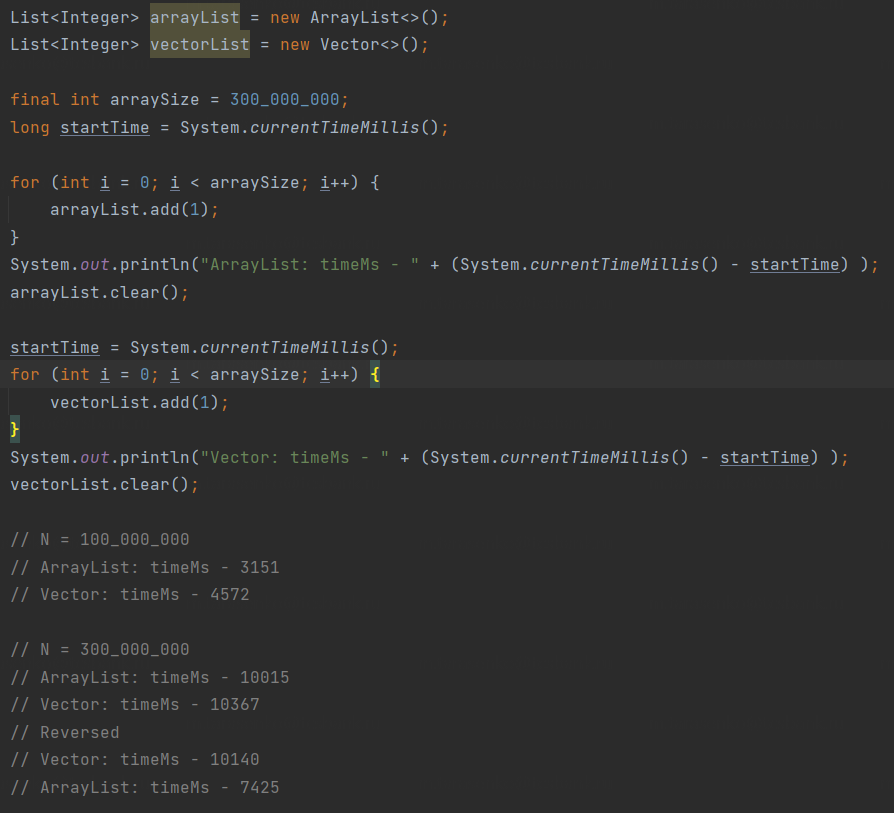 List<Integer> arrayList = new ArrayList<>();
List<Integer> vectorList = new Vector<>();
final int arraySize = 300_000_000;
long startTime = System.currentTimeMillis();
for (int i = 0; i < arraySize; i++) {
    arrayList.add(1);
}
System.out.println("ArrayList: timeMs - " + (System.currentTimeMillis() - startTime) );
arrayList.clear();
startTime = System.currentTimeMillis();
for (int i = 0; i < arraySize; i++) {
    vectorList.add(1);
}
System.out.println("Vector: timeMs - " + (System.currentTimeMillis() - startTime) );
vectorList.clear();
// N = 100_000_000
// ArrayList: timeMs - 3151
// Vector: timeMs - 4572
// N = 300_000_000
// ArrayList: timeMs - 10015
// Vector: timeMs - 10367
// Reversed
// Vector: timeMs - 10140
// ArrayList: timeMs - 7425